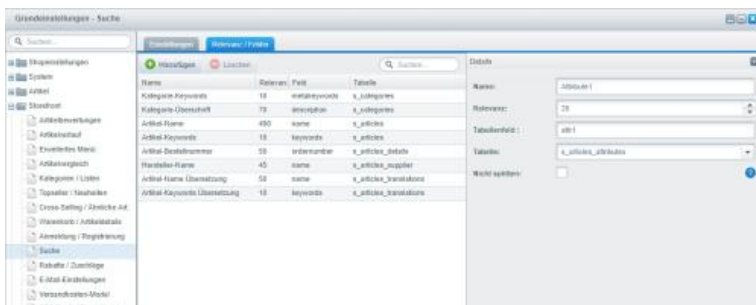 Grundeinstellungen - Suche
Suchen...
Einstellungen
Relevanz / Felder
Shopeinstellungen
System
Artikel
Storefront
Artikelbewertungen
Artikelverlauf
Erweitertes Menü
Artikelvergleich
Kategorien / Listen
Topseller / Neuheiten
Cross-Selling / Ähnliche Art.
Warenkorb / Artikeldetails
Anmeldung / Registrierung
Suche
Rabatte / Zuschläge
E-Mail-Einstellungen
Versandkosten-Modul
Hinzufügen
Löschen
Suchen...
Name Relevanz Feld Tabelle
Kategorie-Keywords 10 metakeywords s_categories
Kategorie-Überschrift 70 description s_categories
Artikel-Name 400 name s_articles
Artikel-Keywords 10 keywords s_articles
Artikel-Bestellnummer 50 ordernumber s_articles_details
Hersteller-Name 45 name s_articles_supplier
Artikel-Name Übersetzung 50 name s_articles_translations
Artikel-Keywords Übersetzung 10 keywords s_articles_translations
Details
Name: Attribute1
Relevanz: 20
Tabellenfeld : attr1
Tabelle: s_articles_attributes
Nicht splitten: